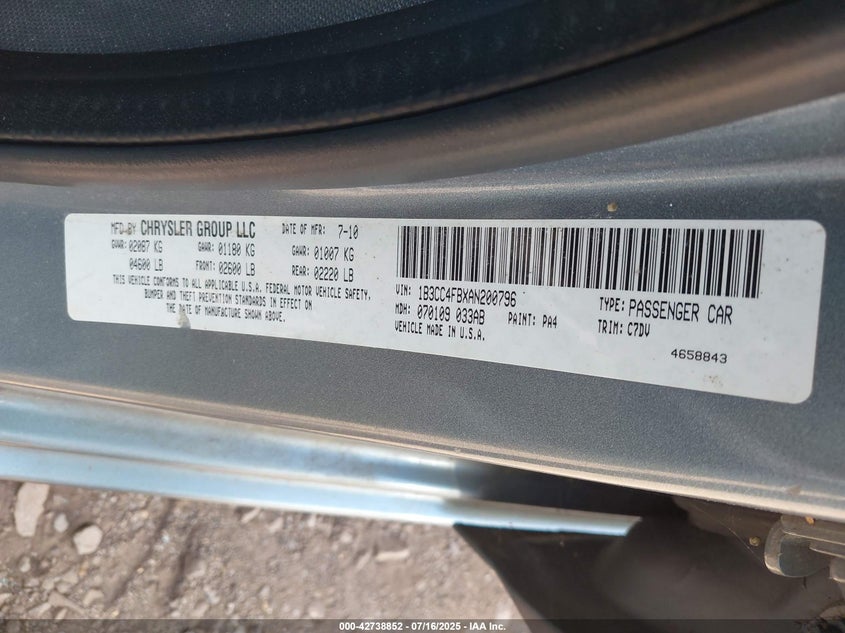 MFD BY CHRYSLER GROUP LLC DATE OF MFR: 7-10
GVWR: 02087 KG GAWR: 01180 KG GAWR: 01007 KG
04600 LB FRONT: 02600 LB REAR: 02220 LB
THIS VEHICLE CONFORMS TO ALL APPLICABLE U.S.A. FEDERAL MOTOR VEHICLE SAFETY,
BUMPER AND THEFT PREVENTION STANDARDS IN EFFECT ON
THE DATE OF MANUFACTURE SHOWN ABOVE.
VIN: 1B3CC4FBXAN200796 TYPE: PASSENGER CAR
MDH: 070109 033AB PAINT: PA4 TRIM: C7DV
VEHICLE MADE IN U.S.A.
4658843
000-42738852 / 07/16/2025 - IAA Inc.